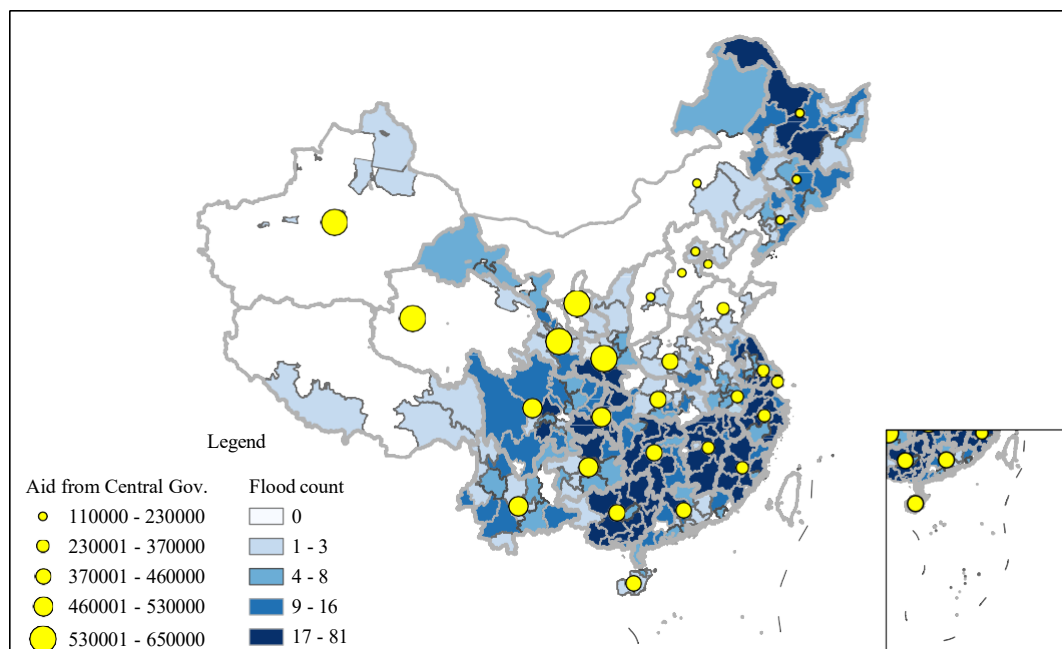 Legend
Aid from Central Gov. Flood count
110000 - 230000 0
230001 - 370000 1 - 3
370001 - 460000 4 - 8
460001 - 530000 9 - 16
530001 - 650000 17 - 81